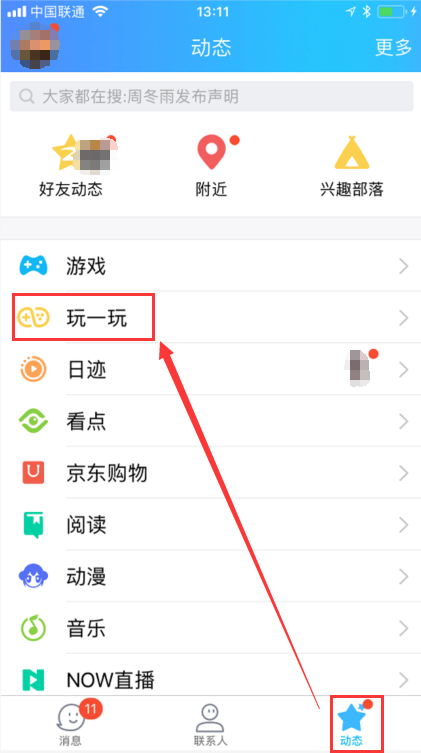 中国联通 13:11
动态 更多
大家都在搜:周冬雨发布声明
好友动态 附近 兴趣部落
游戏
玩一玩
日迹
看点
京东购物
阅读
动漫
音乐
NOW直播
11
消息 联系人 动态